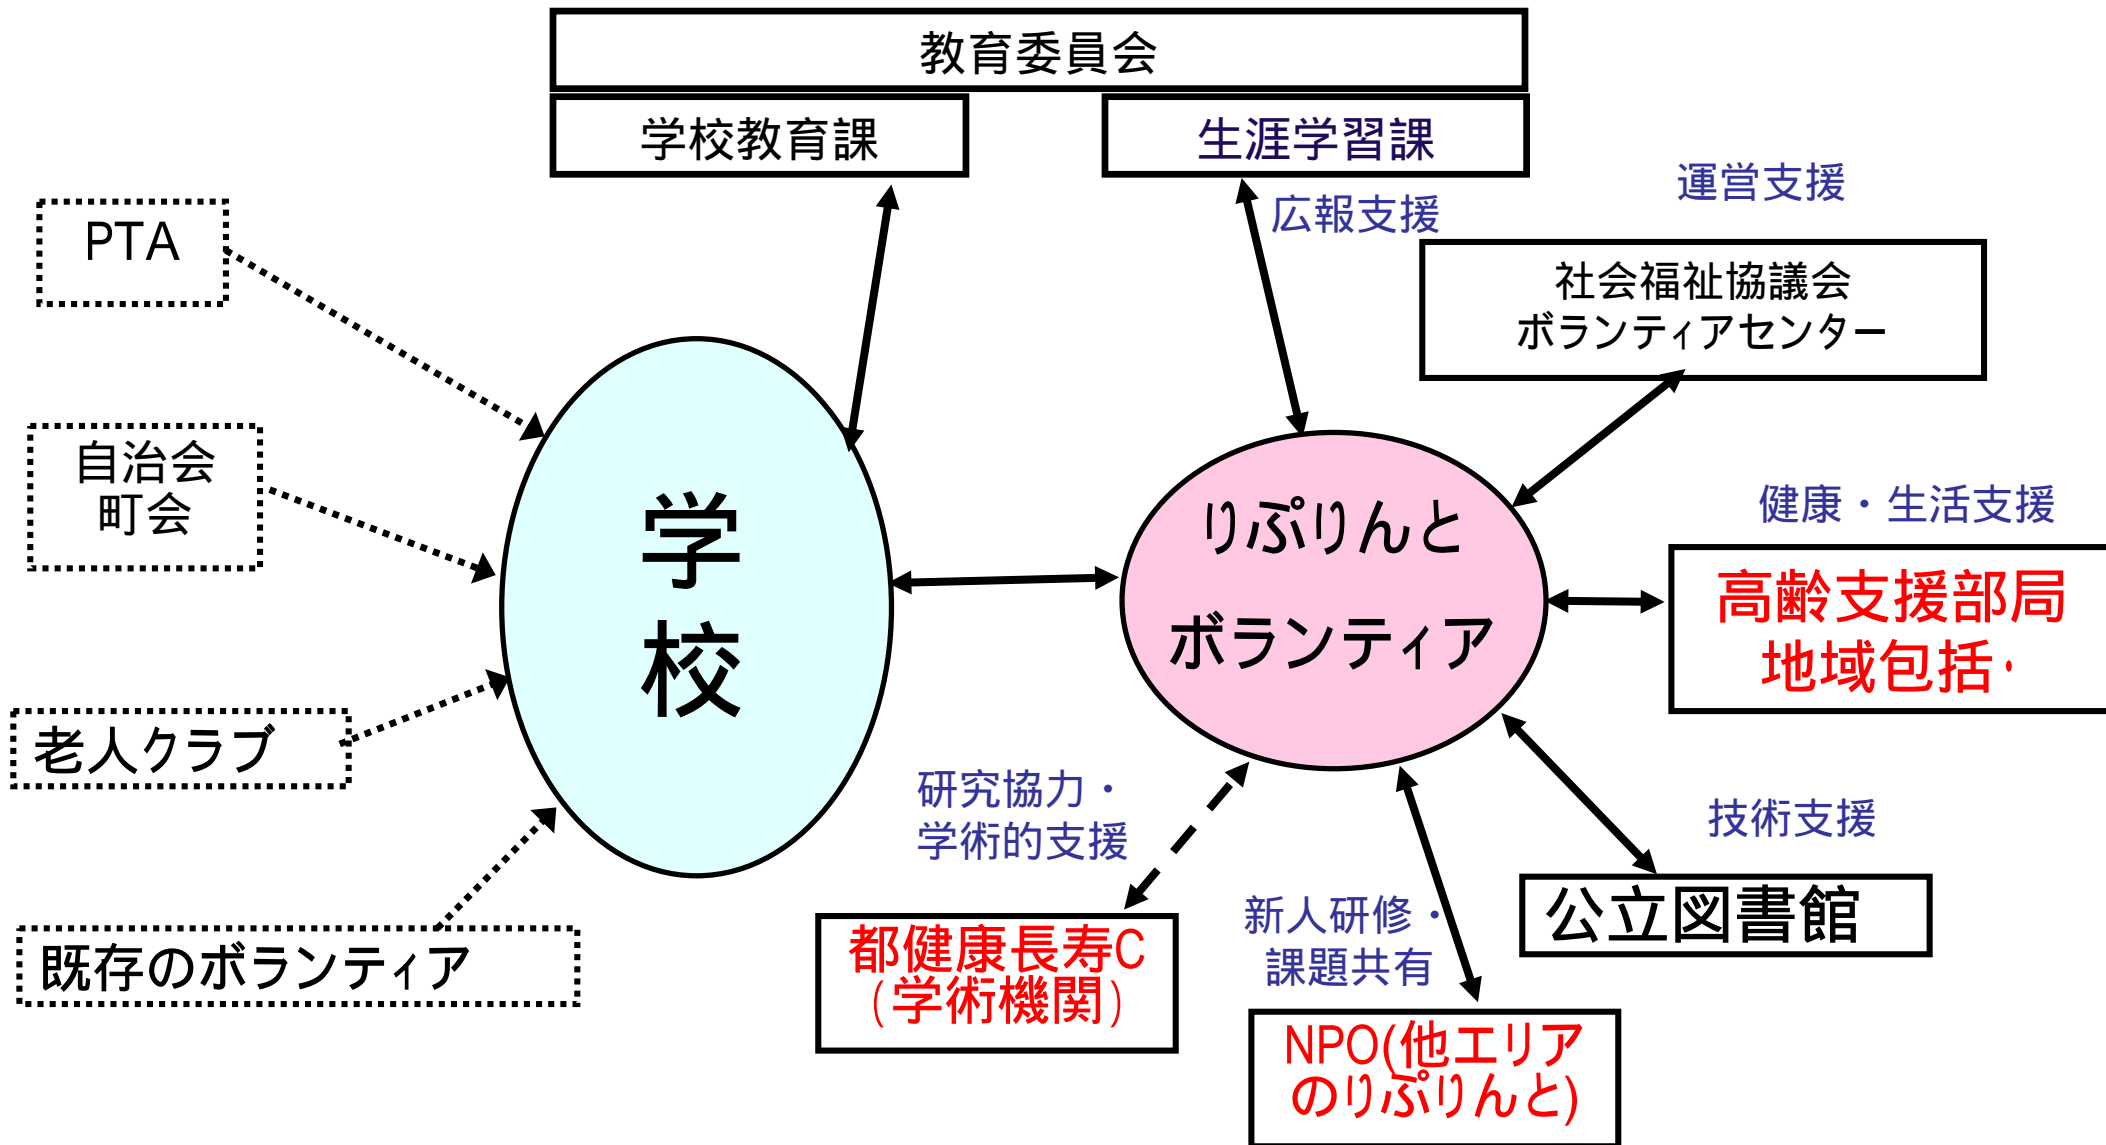 教育委員会
学校教育課
生涯学習課
運営支援
広報支援
PTA
社会福祉協議会
ボランティアセンター
自治会
町会
学
校
りぷりんと
ボランティア
健康・生活支援
高齢支援部局
地域包括・
老人クラブ
研究協力・
学術的支援
技術支援
既存のボランティア
都健康長寿C
(学術機関)
新人研修・
課題共有
公立図書館
NPO(他エリア
のりぷりんと)